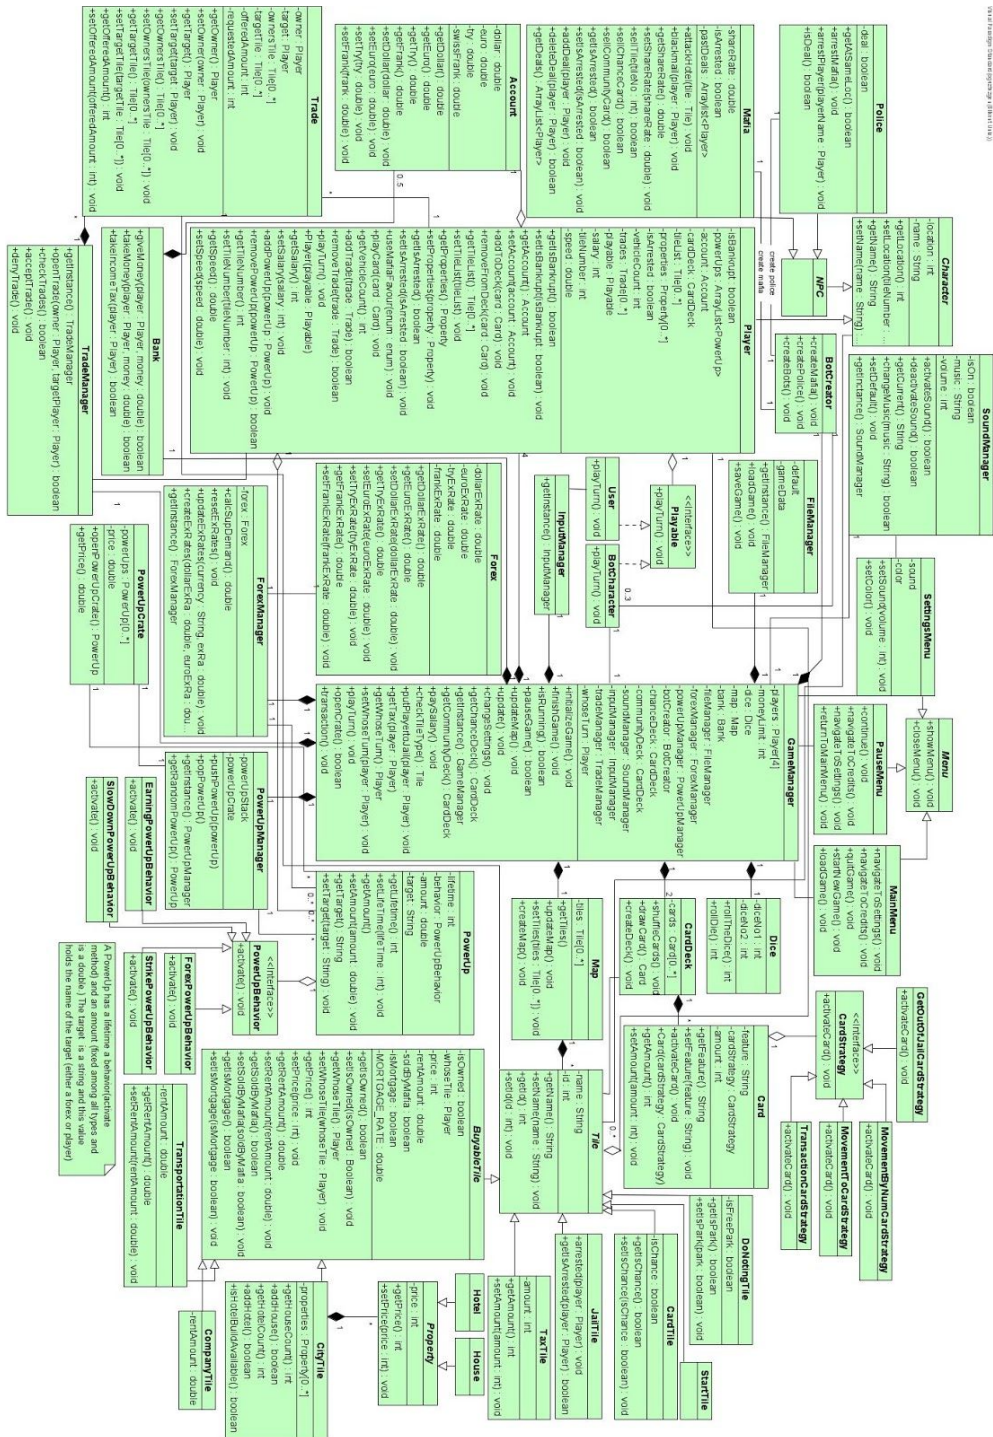 SoundManager
-isOn : boolean
-music : String
-volume : int
+activateSound() : boolean
+deactivateSound() : boolean
+getCurrent() : String
+changeMusic(music : String) : boolean
+setDefault() : void
+getInctance() : SoundManager
SettingsMenu
-sound
-color
+setSound(volume : int) : void
+setColor() : void
Menu
+showMenu() : void
+closeMenu() : void
PauseMenu
+continue() : void
+navigateToCredits() : void
+navigateToSettings() : void
+returnToMainMenu() : void
MainMenu
+navigateToSettings() : void
+navigateToCredits() : void
+quitGame() : void
+startNewGame() : void
+loadGame() : void
GetOutOfJailCardStrategy
+activateCard() : void
<<Interface>>
CardStrategy
+activateCard() : void
MovementByNumCardStrategy
+activateCard() : void
MovementToCardStrategy
+activateCard() : void
TransactionCardStrategy
+activateCard() : void
Police
-deal : boolean
+getAtSameLoc() : boolean
+arrestMafia() : void
+arrestPlayer(playerName : Player) : void
+isDeal() : boolean
Character
-location : int
-name : String
+getLocation() : int
+setLocation(tileNumber : ...
+getName() : String
+setName(name : String) : ...
NPC
BotCreator
+createMafia() : void
+createPolice() : void
+createBots() : void
create police
create mafia
Mafia
-shareRate : double
-isArrested : boolean
-pastDeals : Arraylist<Player>
+attackHotel(tile : Tile) : void
+blackmail(player : Player) : void
+getShareRate() : double
+setShareRate(shareRate : double) : void
+sellTile(tileNo : int) : boolean
+sellChanceCard() : boolean
+sellCommunityCard() : boolean
+getIsArrested() : boolean
+setIsArrested(isArrested : boolean) : void
+addDeal(player : Player) : void
+deleteDeal(player : Player) : boolean
+getDeals() : ArrayList<Player>
Account
-dollar : double
-euro : double
-try : double
-swissFrank : double
+getDollar() : double
+getEuro() : double
+getTry() : double
+getFrank() : double
+setDollar(dollar : double) : void
+setEuro(euro : double) : void
+setTry(try : double) : void
+setFrank(frank : double) : void
Player
-isBankrupt : boolean
-powerUps : ArrayList<PowerUp>
-account : Account
-cardDeck : CardDeck
-tileList : Tile[0..*]
-properties : Property[0..*]
-isArrested : boolean
-vehicleCount : int
-trades : Trade[0..*]
-playable : Playable
-salary : int
-tileNumber : int
-speed : double
+getIsBankrupt() : boolean
+setIsBankrupt(isBankrupt : boolean) : void
+getAccount() : Account
+setAccount(account : Account) : void
+addToDeck(card : Card) : void
+removeFromDeck(card : Card) : void
+getTileList() : Tile[0..*]
+setTileList(tileList) : void
+getProperties() : Property
+setProperties(property : Property) : void
+getIsArrested() : boolean
+setIsArrested(isArrested : boolean) : void
+useMafiaFavour(enum : enum) : void
+playCard(card : Card) : void
+getVehicleCount() : int
+addTrade(trade : Trade) : boolean
+removeTrade(trade : Trade) : boolean
+playTurn() : void
+Player(playable : Playable)
+getSalary() : int
+setSalary(salary : int) : void
+addPowerUp(powerUp : PowerUp) : void
+removePowerUp(powerUp : PowerUp) : boolean
+getTileNumber() : int
+setTileNumber(tileNumber : int) : void
+getSpeed() : double
+setSpeed(speed : double) : void
FileManager
-default
-gameData
+getInstance() : FileManager
+loadGame() : void
+saveGame() : void
<<Interface>>
Playable
+playTurn() : void
User
+playTurn() : void
BotCharacter
+playTurn() : void
InputManager
+getInstance() : InputManager
Forex
-dollarExRate : double
-euroExRate : double
-tryExRate : double
-frankExRate : double
+getDollarExRate() : double
+setDollarExRate(dollarExRate : double) : void
+getEuroExRate() : double
+setEuroExRate(euroExRate : double) : void
+getTryExRate() : double
+setTryExRate(tryExRate : double) : void
+getFrankExRate() : double
+setFrankExRate(frankExRate : double) : void
GameManager
-players : Player[4]
-moneyLimit : int
-dice : Dice
-map : Map
-bank : Bank
-fileManager : FileManager
-forexManager : ForexManager
-powerUpManager : PowerUpManager
-botCreator : BotCreator
-chanceDeck : CardDeck
-communityDeck : CardDeck
-soundManager : SoundManager
-inputManager : InputManager
-tradeManager : TradeManager
-whoseTurn : Player
+initializeGame() : void
+finishGame() : void
+isRunning() : boolean
+pauseGame() : boolean
+updateMap() : void
+update() : void
+changeSettings() : void
+getChanceDeck() : CardDeck
+getInstance() : GameManager
+getCommunityDeck() : CardDeck
+paySalary() : void
+checkTileType() : Tile
+putPlayetoJail(player : Player) : void
+getTax(player : Player)
+getWhoseTurn() : Player
+setWhoseTurn(player : Player) : void
+playTurn() : void
+openCrate() : boolean
+transaction() : void
Dice
-diceNo1 : int
-diceNo2 : int
+rollTheDice() : int
+rollDie() : int
CardDeck
-cards : Card[0..*]
+shuffleCards() : void
+drawCard() : Card
+createDeck() : void
Card
-feature : String
-cardStrategy : CardStrategy
-amount : int
+getFeature() : String
+setFeature(feature : String) : void
+activateCard() : void
+Card(cardStrategy : CardStrategy)
+getAmount() : int
+setAmount(amount : int) : void
Map
-tiles : Tile[0..*]
+getTiles()
+updateMap() : void
+setTiles(tiles : Tile[0..*]) : void
+createMap() : void
Tile
-name : String
-id : int
+getName() : String
+setName(name : String) : void
+getId() : int
+setId(id : int) : void
DoNotingTile
-isFreePark : boolean
+getIsPark() : boolean
+setIsPark(park : boolean) : void
StartTile
CardTile
-isChance : boolean
+getIsChance() : boolean
+setIsChance(isChance : boolean) : void
JailTile
+arrested(player : Player) : void
+getIsArrested(player : Player) : boolean
TaxTile
-amount : int
+getAmount() : int
+setAmount(amount : int) : void
Trade
-owner : Player
-target : Player
-ownersTile : Tile[0..*]
-targetTile : Tile[0..*]
-offeredAmount : int
-requestedAmount : int
+getOwner() : Player
+setOwner(owner : Player) : void
+getTarget() : Player
+setTarget(target : Player) : void
+getOwnersTile() : Tile[0..*]
+setOwnersTile(ownersTile : Tile[0..*]) : void
+getTargetTile() : Tile[0..*]
+setTargetTile(targetTile : Tile[0..*]) : void
+getOfferedAmount() : int
+setOfferedAmount(offeredAmount : int) : void
Bank
+giveMoney(player : Player, money : double) : boolean
+takeMoney(player : Player, money : double) : boolean
+takeIncomeTax(player : Player) : boolean
TradeManager
+getInstance() : TradeManager
+openTrade(owner : Player, targetPlayer : Player) : boolean
+checkTrades() : boolean
+acceptTrade() : void
+denyTrade() : void
ForexManager
-forex : Forex
+calcSupDemand() : double
+resetExRates() : void
+updateExRates(currency : String, exRa : double) : void
+createExRates(dollarExRa : double, euroExRa : dou...
+getInstance() : ForexManager
PowerUpCrate
-powerUps : PowerUp[0..*]
-price : double
+openPowerUpCrate() : PowerUp
+getPrice() : double
PowerUpManager
-powerUpStack
-powerUpCrate
+pusPowerUp(powerUp)
+popPowerUp()
+getInstance() : PowerUpManager
+getRandomPowerUp() : PowerUp
PowerUp
-lifetime : int
-behavior : PowerUpBehavior
-amount : double
-target : String
+getLifetime() : int
+setLifeTime(lifeTime : int) : void
+getAmount()
+setAmount(amount : double) : void
+getTarget() : String
+setTarget(target : String) : void
<<Interface>>
PowerUpBehavior
+activate() : void
EarningPowerUpBehavior
+activate() : void
SlowDownPowerUpBehavior
+activate() : void
ForexPowerUpBehavior
+activate() : void
StrikePowerUpBehavior
+activate() : void
A PowerUp has a lifetime a behavior(activate
method) and an amount (fixed among all types and
is a double.) The target is a string and this value
holds the name of the target (either a forex or player)
BuyableTile
-isOwned : boolean
-whoseTile : Player
-price : int
-rentAmount : double
-soldByMafia : boolean
-isMortgage : boolean
-MORTGAGE_RATE : double
+getIsOwned() : boolean
+setIsOwned(isOwned : Boolean) : void
+getWhoseTile() : Player
+setWhoseTile(whoseTile : Player) : void
+getPrice() : int
+setPrice(price : int) : void
+getRentAmount() : double
+setRentAmount(rentAmount : double) : void
+getSoldByMafia() : boolean
+setSoldByMafia(soldByMafia : boolean) : void
+getIsMortgage() : boolean
+setIsMortgage(isMortgage : boolean) : void
Hotel
House
Property
-price : int
+getPrice() : int
+setPrice(price : int) : void
TransportationTile
-rentAmount : double
+getRentAmount() : double
+setRentAmount(rentAmount : double) : void
CityTile
-properties : Property[0..*]
+getHouseCount() : int
+addHouse() : boolean
+getHotelCount() : int
+addHotel() : boolean
+isHotelBuildAvailable() : boolean
CompanyTile
-rentAmount : double